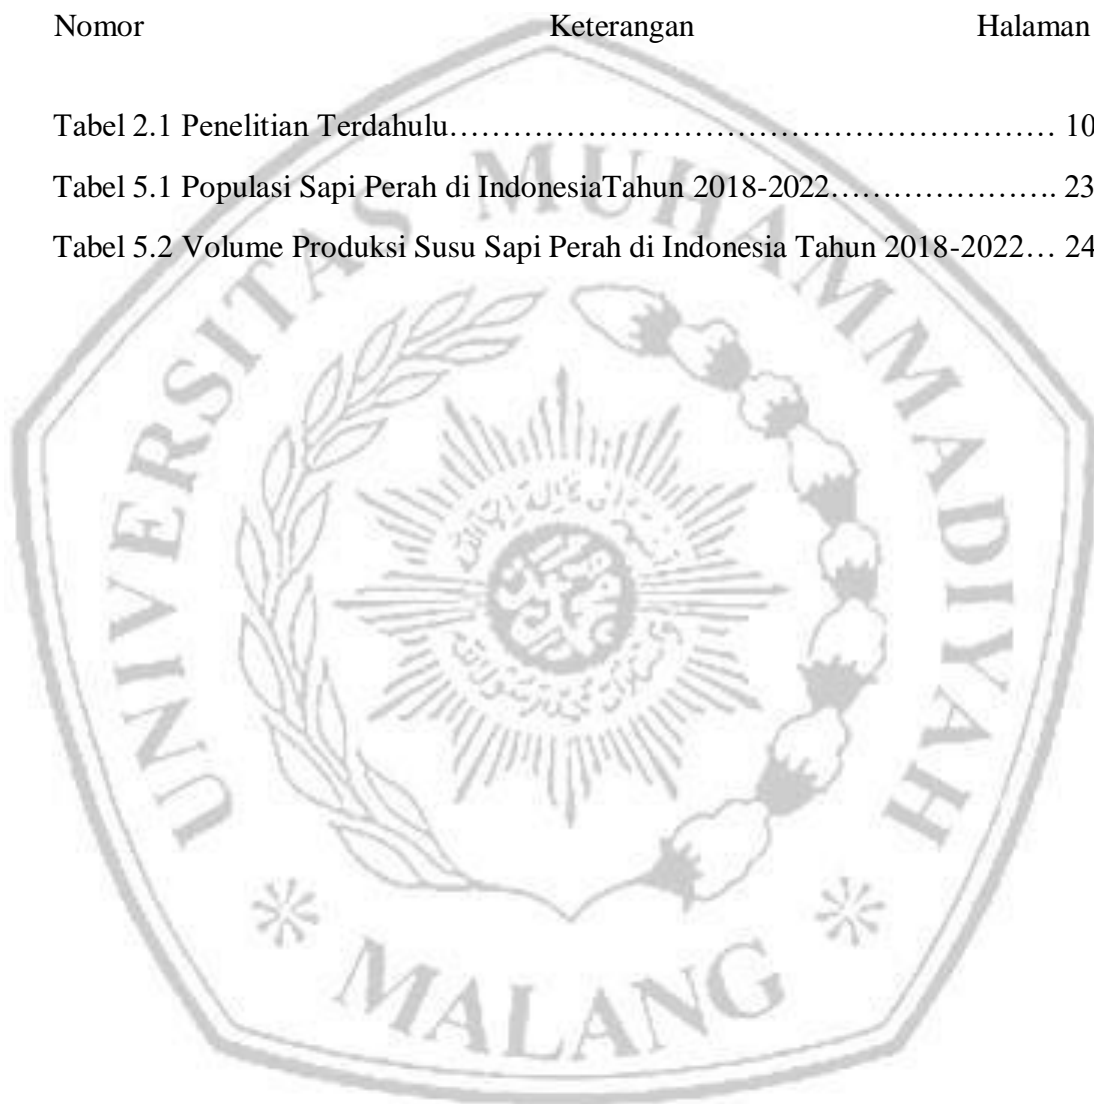 Nomor Keterangan Halaman
Tabel 2.1 Penelitian Terdahulu……………………………………………… 10
Tabel 5.1 Populasi Sapi Perah di IndonesiaTahun 2018-2022………………… 23
Tabel 5.2 Volume Produksi Susu Sapi Perah di Indonesia Tahun 2018-2022… 24
UNIVERSITAS MUHAMMADIYAH
MALANG